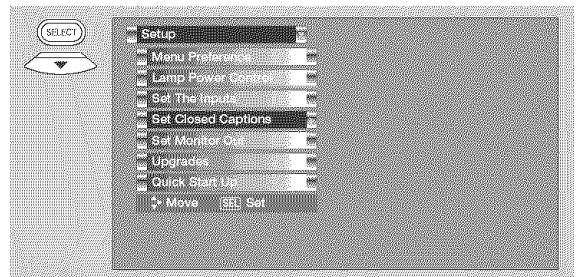 SELECT
Setup
Menu Preference
Lamp Power Control
Set The Inputs
Set Closed Captions
Set Monitor Out
Upgrades
Quick Start Up
Move SEL Set